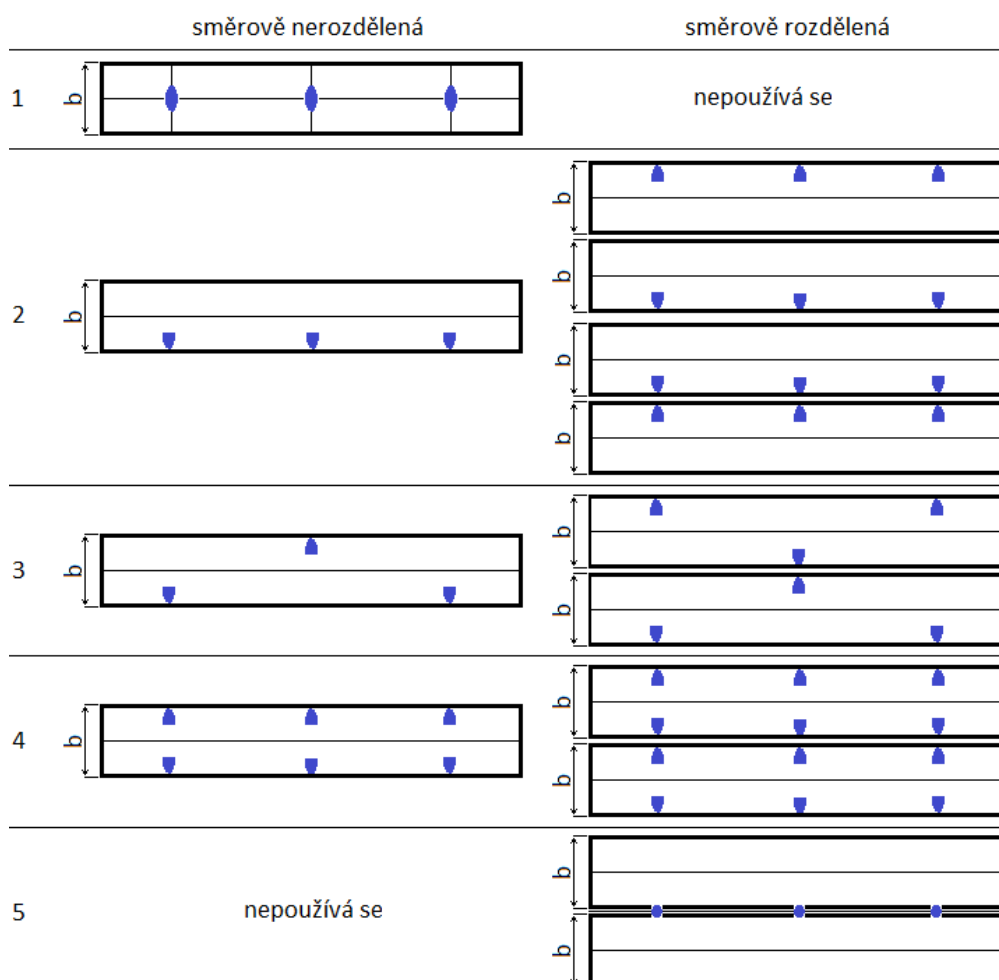 směrově nerozdělená směrově rozdělená
1 b nepoužívá se
2 b b
b
b
b
3 b b
b
4 b b
b
5 nepoužívá se b
b